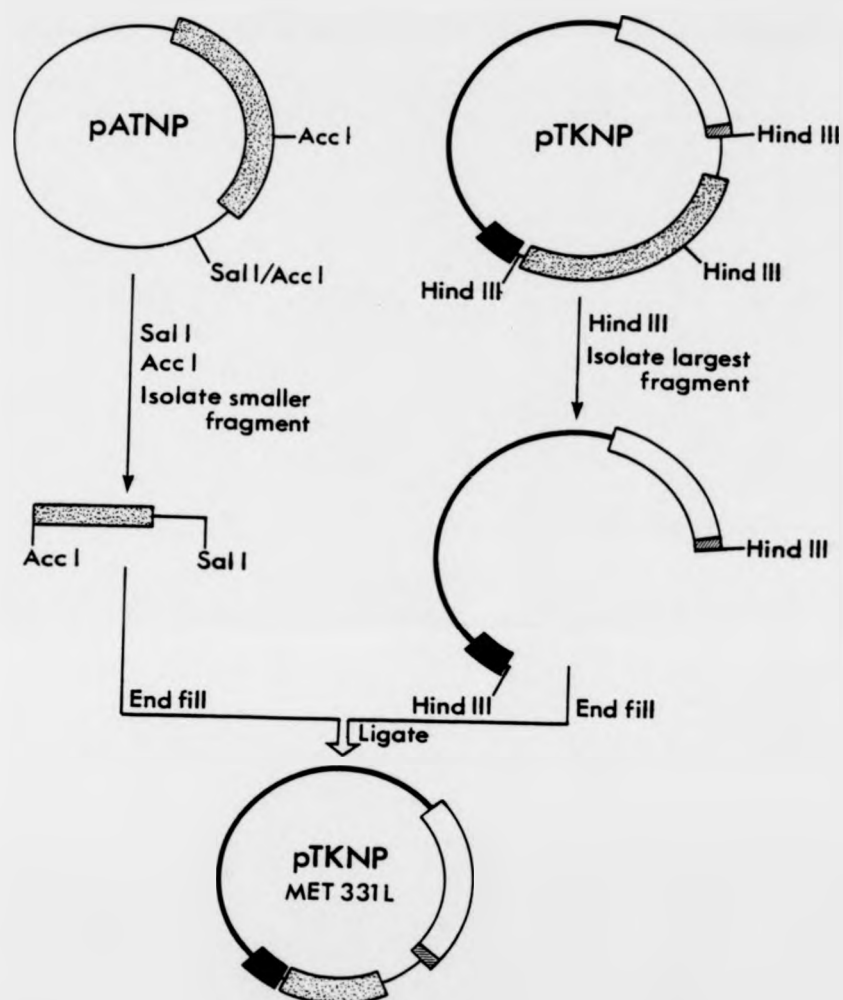 pATNP
Acc I
Sal I/Acc I
pTKNP
Hind III
Hind III
Hind III
Sal I
Acc I
Isolate smaller
fragment
Hind III
Isolate largest
fragment
Acc I
Sal I
Hind III
Hind III
End fill
End fill
Ligate
pTKNP
MET 331L